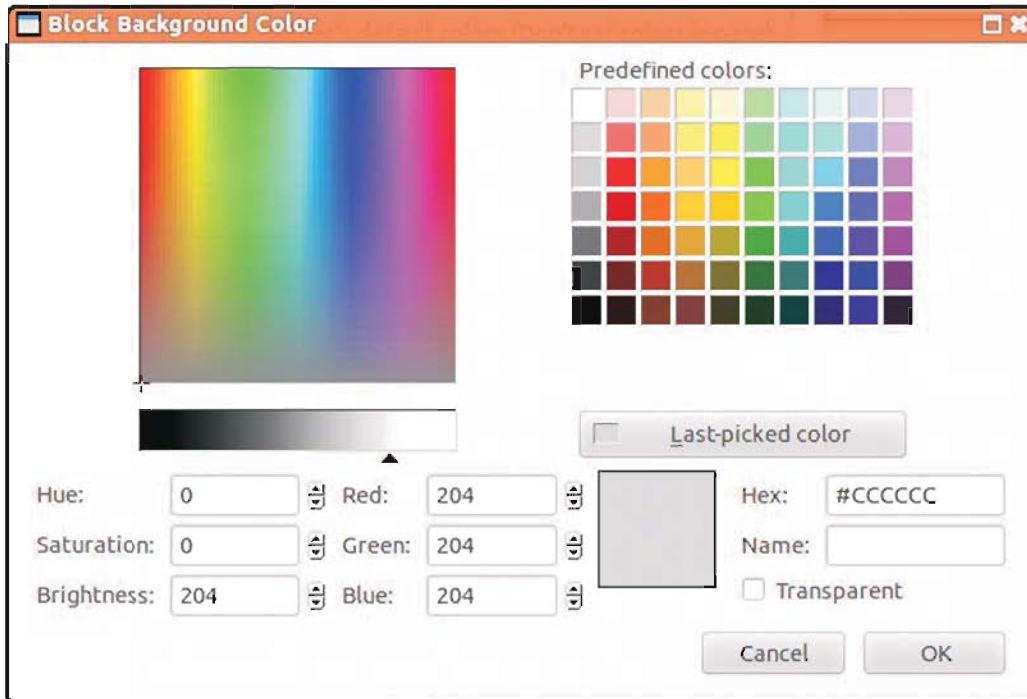 Block Background Color
Predefined colors:
Last-picked color
Hue: 0 Red: 204 Hex: #CCCCCC
Saturation: 0 Green: 204 Name:
Brightness: 204 Blue: 204 Transparent
Cancel OK